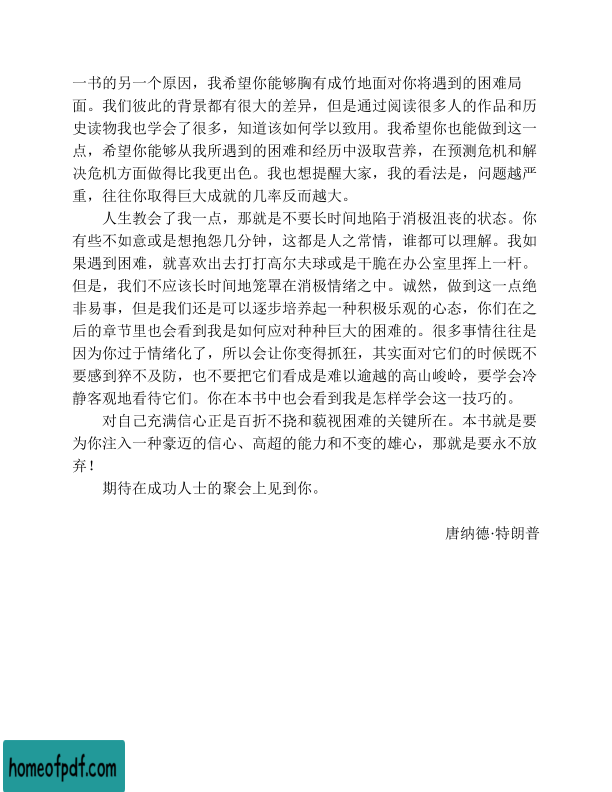 一书的另一个原因，我希望你能够胸有成竹地面对你将遇到的困难局
面。我们彼此的背景都有很大的差异，但是通过阅读很多人的作品和历
史读物我也学会了很多，知道该如何学以致用。我希望你也能做到这一
点，希望你能够从我所遇到的困难和经历中汲取营养，在预测危机和解
决危机方面做得比我更出色。我也想提醒大家，我的看法是，问题越严
重，往往你取得巨大成就的几率反而越大。
人生教会了我一点，那就是不要长时间地陷于消极沮丧的状态。你
有些不如意或是想抱怨几分钟，这都是人之常情，谁都可以理解。我如
果遇到困难，就喜欢出去打打高尔夫球或是干脆在办公室里挥上一杆。
但是，我们不应该长时间地笼罩在消极情绪之中。诚然，做到这一点绝
非易事，但是我们还是可以逐步培养起一种积极乐观的心态，你们在之
后的章节里也会看到我是如何应对种种巨大的困难的。很多事情往往是
因为你过于情绪化了，所以会让你变得抓狂，其实面对它们的时候既不
要感到猝不及防，也不要把它们看成是难以逾越的高山峻岭，要学会冷
静客观地看待它们。你在本书中也会看到我是怎样学会这一技巧的。
对自己充满信心正是百折不挠和藐视困难的关键所在。本书就是要
为你注入一种豪迈的信心、高超的能力和不变的雄心，那就是要永不放
弃！
期待在成功人士的聚会上见到你。
唐纳德·特朗普
homeofpdf.com